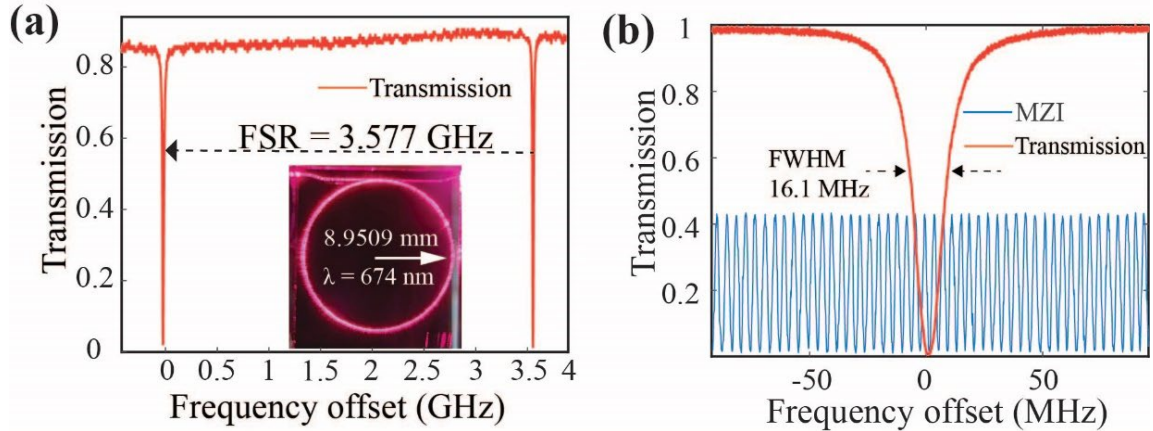 (a)
0.8
0.6
0.4
0.2
0
Transmission
Transmission
FSR = 3.577 GHz
8.9509 mm
λ = 674 nm
0 0.5 1 1.5 2 2.5 3 3.5 4
Frequency offset (GHz)
(b)
1
0.8
0.6
0.4
0.2
Transmission
MZI
Transmission
FWHM
16.1 MHz
-50 0 50
Frequency offset (MHz)